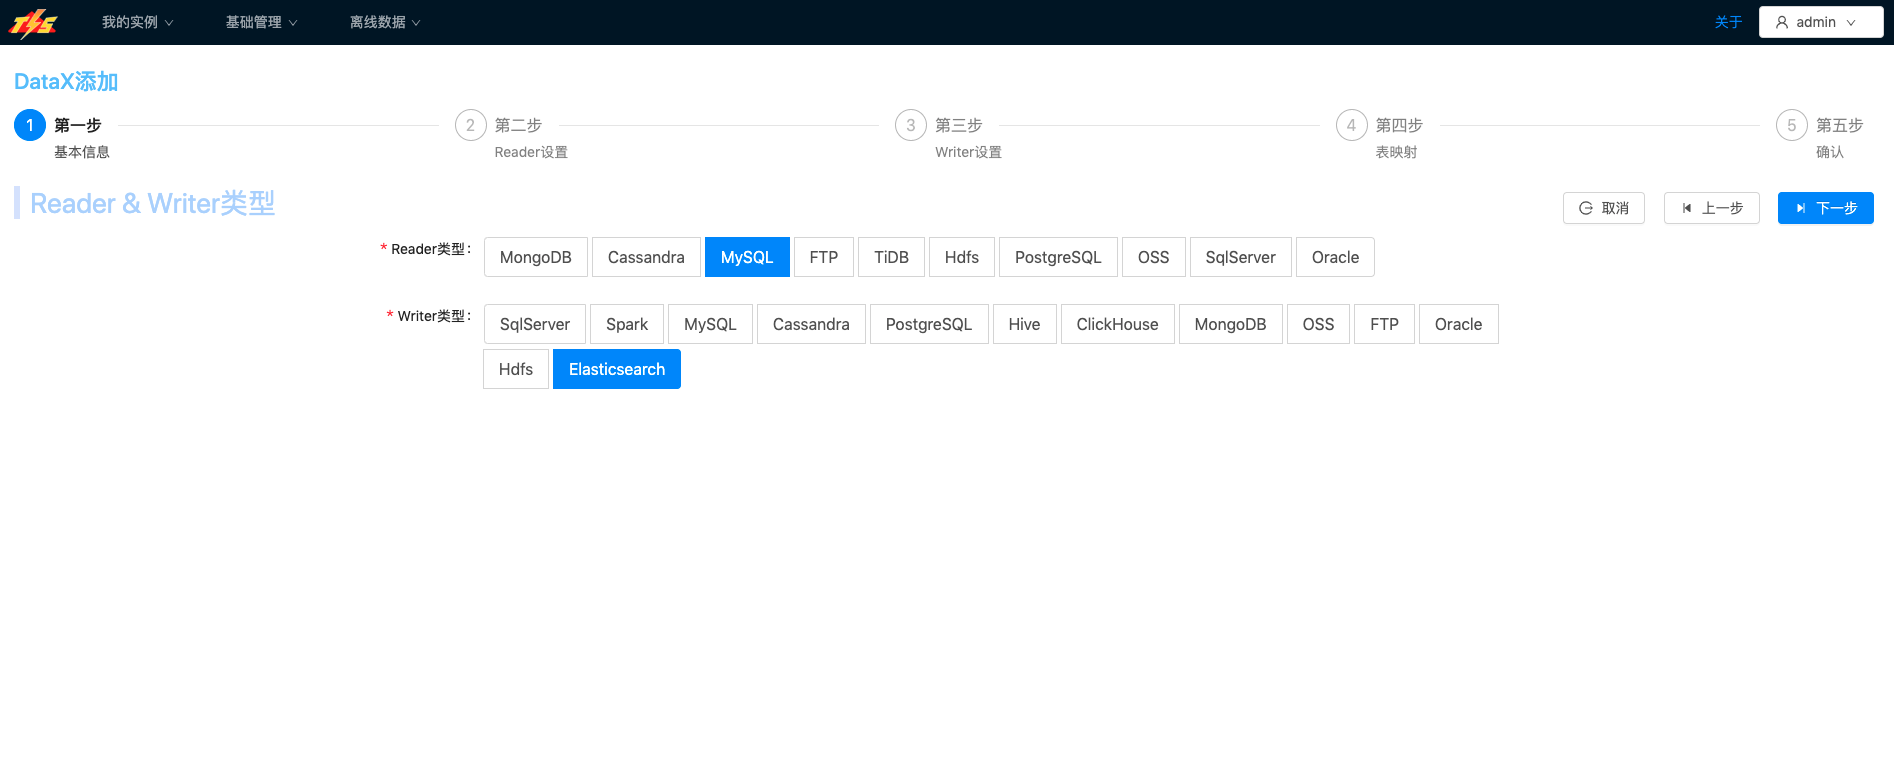 TIS 我的实例 基础管理 离线数据 关于 admin
DataX添加
1 第一步 2 第二步 3 第三步 4 第四步 5 第五步
基本信息 Reader设置 Writer设置 表映射 确认
Reader & Writer类型 取消 上一步 下一步
* Reader类型: MongoDB Cassandra MySQL FTP TiDB Hdfs PostgreSQL OSS SqlServer Oracle
* Writer类型: SqlServer Spark MySQL Cassandra PostgreSQL Hive ClickHouse MongoDB OSS FTP Oracle
Hdfs Elasticsearch